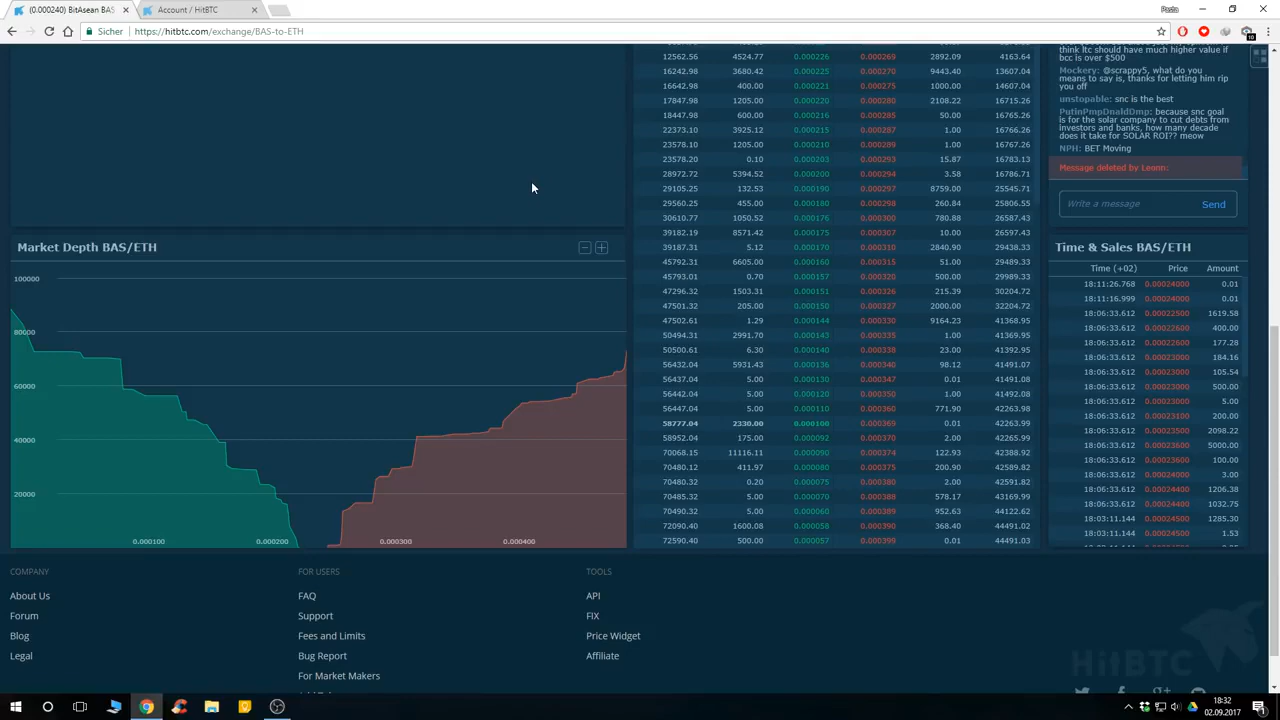 (0.000240) BitAsean BAS
Account / HitBTC
Pasta
Sicher
https://hitbtc.com/exchange/BAS-to-ETH
12562.56 4524.77 0.000226 0.000269 2892.09 4163.64
16242.98 3680.42 0.000225 0.000270 9443.40 13607.04
16642.98 400.00 0.000221 0.000275 1000.00 14607.04
17847.98 1205.00 0.000220 0.000280 2108.22 16715.26
18447.98 600.00 0.000216 0.000285 50.00 16765.26
22373.10 3925.12 0.000215 0.000287 1.00 16766.26
23578.10 1205.00 0.000210 0.000289 1.00 16767.26
23578.20 0.10 0.000203 0.000293 15.87 16783.13
28972.72 5394.52 0.000200 0.000294 3.58 16786.71
29105.25 132.53 0.000190 0.000297 8759.00 25545.71
29560.25 455.00 0.000180 0.000298 260.84 25806.55
30610.77 1050.52 0.000176 0.000300 780.88 26587.43
39182.19 8571.42 0.000175 0.000307 10.00 26597.43
39187.31 5.12 0.000170 0.000310 2840.90 29438.33
45792.31 6605.00 0.000160 0.000315 51.00 29489.33
45793.01 0.70 0.000157 0.000320 500.00 29989.33
47296.32 1503.31 0.000151 0.000326 215.39 30204.72
47501.32 205.00 0.000150 0.000327 2000.00 32204.72
47502.61 1.29 0.000144 0.000330 9164.23 41368.95
50494.31 2991.70 0.000143 0.000335 1.00 41369.95
50500.61 6.30 0.000140 0.000338 23.00 41392.95
56432.04 5931.43 0.000136 0.000340 98.12 41491.07
56437.04 5.00 0.000130 0.000347 0.01 41491.08
56442.04 5.00 0.000120 0.000350 1.00 41492.08
56447.04 5.00 0.000110 0.000360 771.90 42263.98
58777.04 2330.00 0.000100 0.000369 0.01 42263.99
58952.04 175.00 0.000092 0.000370 2.00 42265.99
70068.15 11116.11 0.000090 0.000374 122.93 42388.92
70480.12 411.97 0.000080 0.000375 200.90 42589.82
70480.32 0.20 0.000075 0.000380 2.00 42591.82
70485.32 5.00 0.000070 0.000388 578.17 43169.99
70490.32 5.00 0.000060 0.000389 952.63 44122.62
72090.40 1600.08 0.000058 0.000390 368.40 44491.02
72590.40 500.00 0.000057 0.000399 0.01 44491.03
think ltc should have much higher value if
bcc is over $500
Mockery: @scrappy5, what do you
means to say is, thanks for letting him rip
you off
unstopable: snc is the best
PutinPmpDnaldDmp: because snc goal
is for the solar company to cut debts from
investors and banks, how many decade
does it take for SOLAR ROI?? meow
NPH: BET Moving
Message deleted by Leonn:
Write a message
Send
Market Depth BAS/ETH
100000
80000
60000
40000
20000
0.000100 0.000200 0.000300 0.000400
Time & Sales BAS/ETH
Time (+02) Price Amount
18:11:26.768 0.00024000 0.01
18:11:16.999 0.00024000 0.01
18:06:33.612 0.00022500 1619.58
18:06:33.612 0.00022600 400.00
18:06:33.612 0.00022600 177.28
18:06:33.612 0.00023000 184.16
18:06:33.612 0.00023000 105.54
18:06:33.612 0.00023000 500.00
18:06:33.612 0.00023000 5.00
18:06:33.612 0.00023100 200.00
18:06:33.612 0.00023500 2098.22
18:06:33.612 0.00023600 5000.00
18:06:33.612 0.00023600 100.00
18:06:33.612 0.00024000 3.00
18:06:33.612 0.00024400 1206.38
18:06:33.612 0.00024400 1032.75
18:03:11.144 0.00024500 1285.30
18:03:11.144 0.00024500 1.53
COMPANY
About Us
Forum
Blog
Legal
FOR USERS
FAQ
Support
Fees and Limits
Bug Report
For Market Makers
TOOLS
API
FIX
Price Widget
Affiliate
HitBTC
18:32
02.09.2017